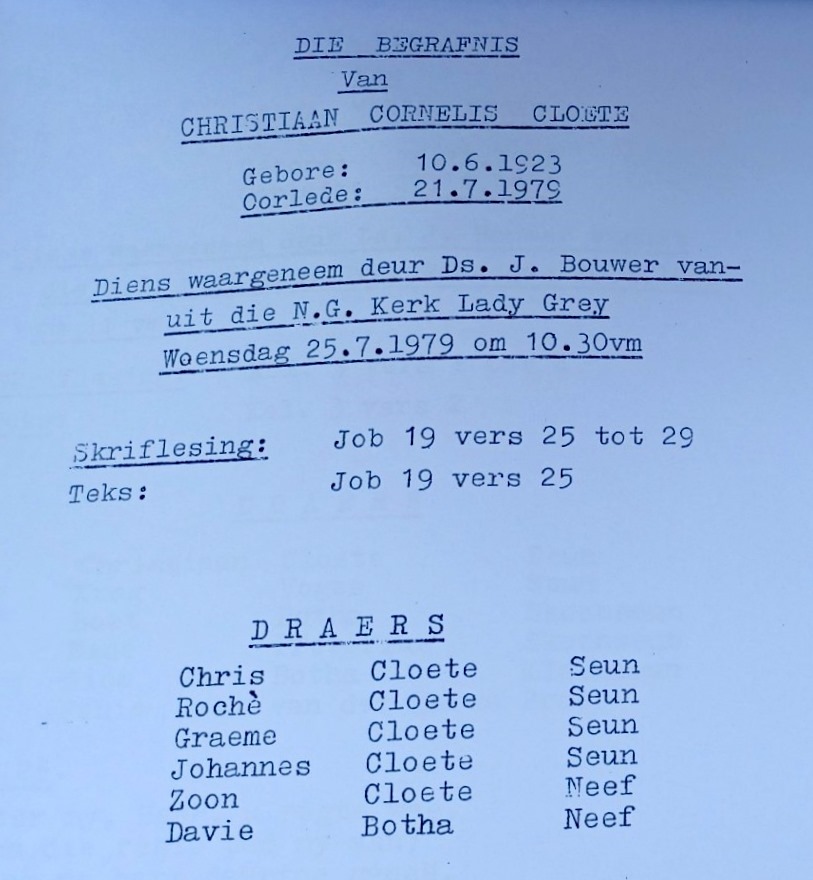 DIE BEGRAFNIS
Van
CHRISTIAAN CORNELIS CLOETE
Gebore: 10.6.1923
Oorlede: 21.7.1979
Diens waargeneem deur Ds. J. Bouwer van-
uit die N.G. Kerk Lady Grey
Woensdag 25.7.1979 om 10.30vm
Skriflesing: Job 19 vers 25 tot 29
Teks: Job 19 vers 25
D R A E R S
Chris Cloete Seun
Rochè Cloete Seun
Graeme Cloete Seun
Johannes Cloete Seun
Zoon Cloete Neef
Davie Botha Neef